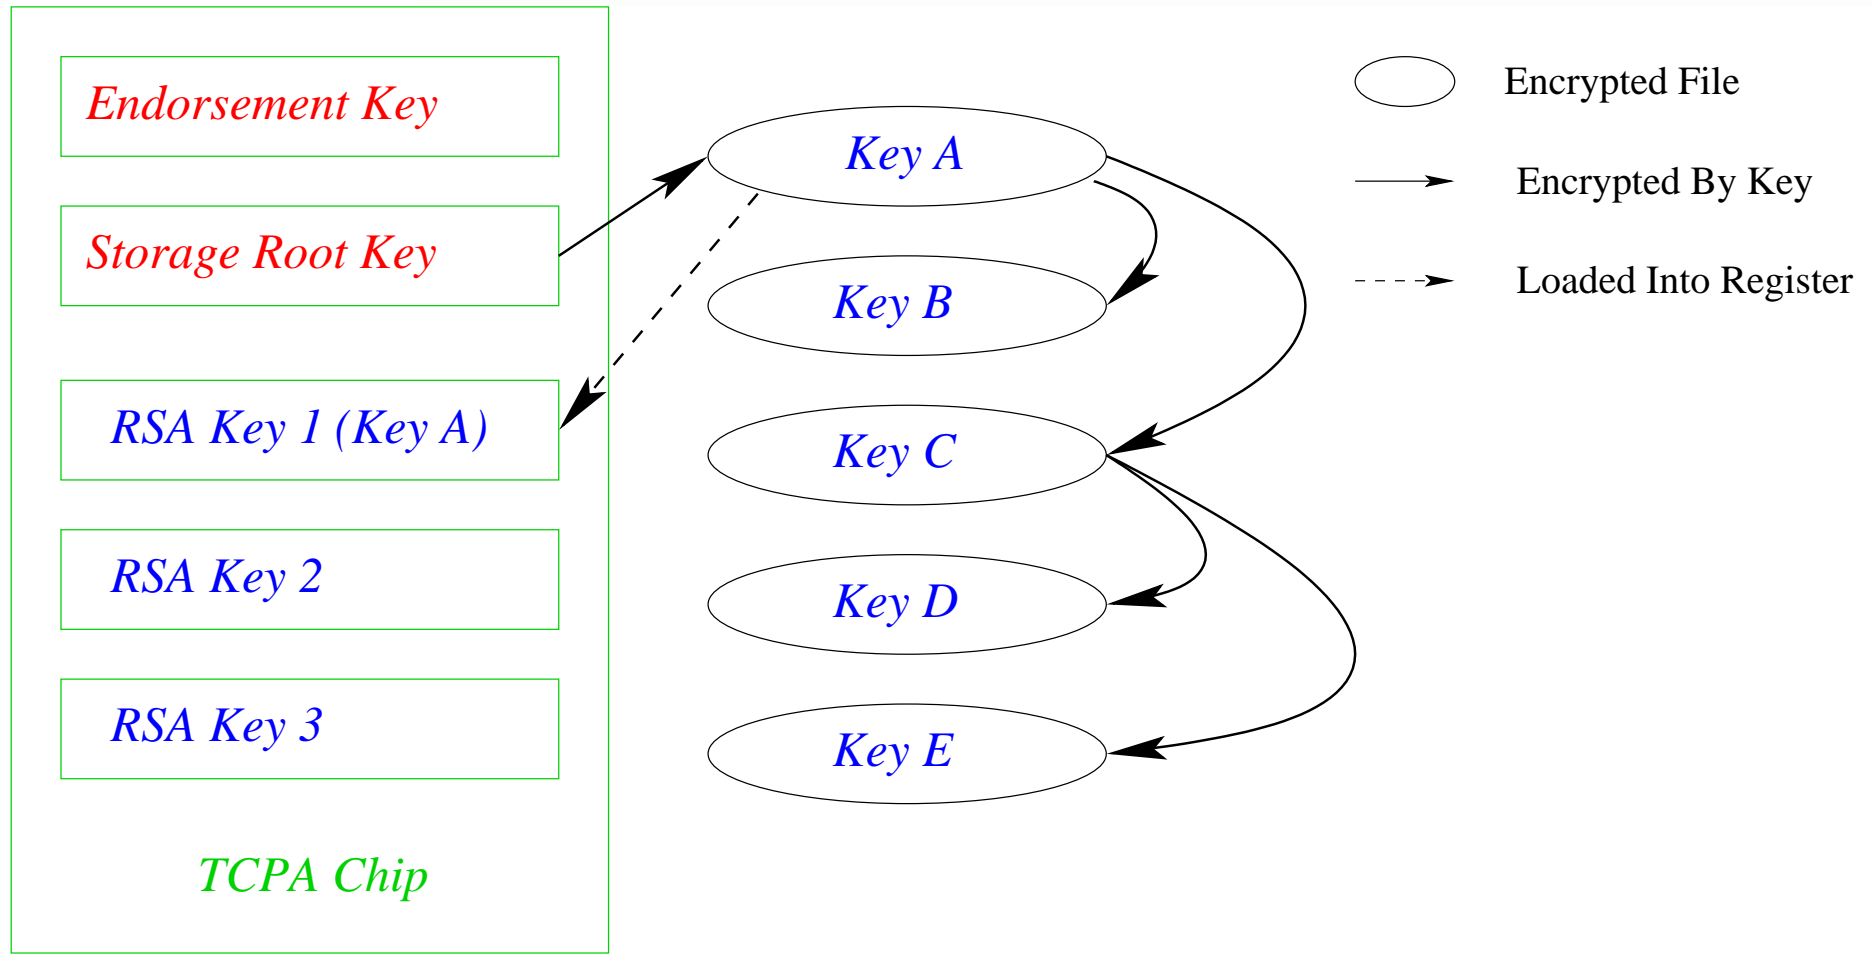 Endorsement Key
Storage Root Key
RSA Key 1 (Key A)
RSA Key 2
RSA Key 3
TCPA Chip
Key A
Key B
Key C
Key D
Key E
Encrypted File
Encrypted By Key
Loaded Into Register